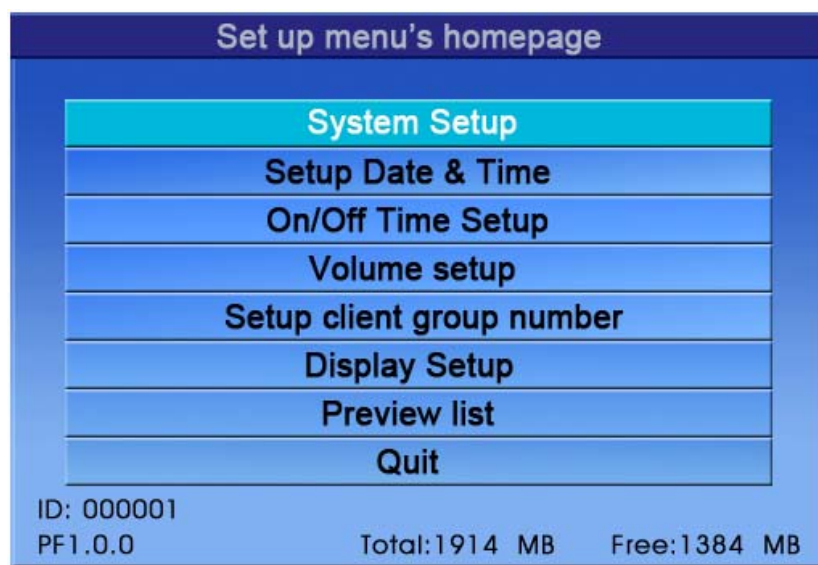 Set up menu's homepage
System Setup
Setup Date & Time
On/Off Time Setup
Volume setup
Setup client group number
Display Setup
Preview list
Quit
ID: 000001
PF1.0.0 Total:1914 MB Free:1384 MB